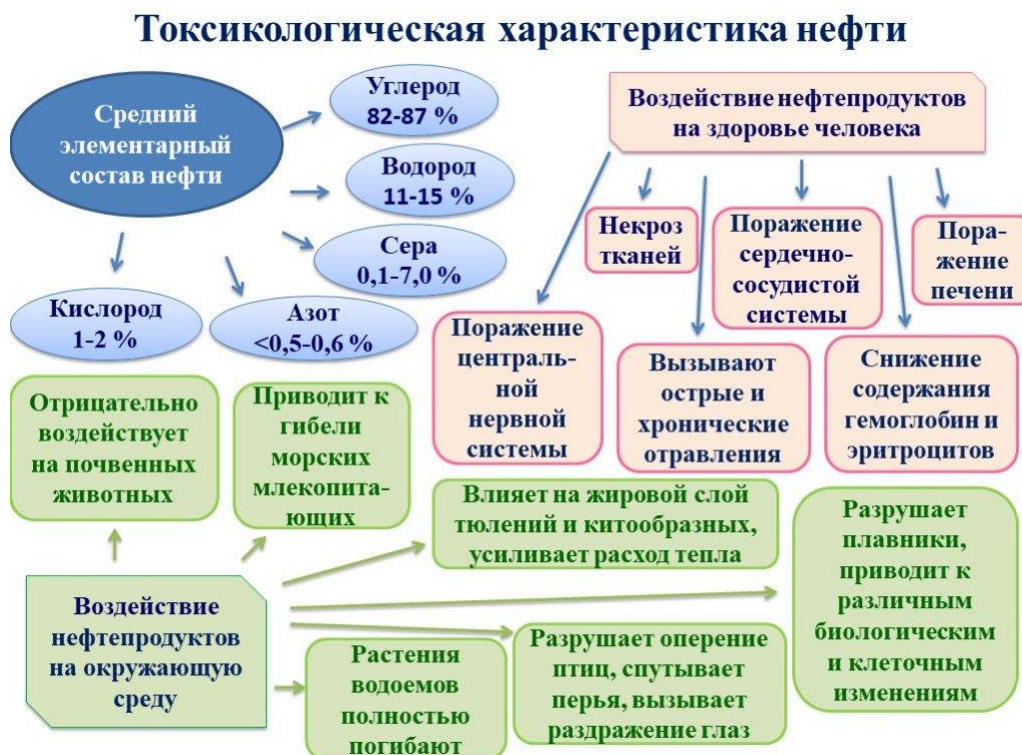 Токсикологическая характеристика нефти
Средний
элементарный
состав нефти
Углерод
82-87 %
Водород
11-15 %
Сера
0,1-7,0 %
Азот
<0,5-0,6 %
Кислород
1-2 %
Воздействие нефтепродуктов
на здоровье человека
Некроз
тканей
Поражение
сердечно-
сосудистой
системы
Пора-
жение
печени
Поражение
централь-
ной
нервной
системы
Вызывают
острые и
хронические
отравления
Снижение
содержания
гемоглобин и
эритроцитов
Отрицательно
воздействует
на почвенных
животных
Приводит к
гибели
морских
млекопита-
ющих
Влияет на жировой слой
тюлений и китообразных,
усиливает расход тепла
Разрушает
плавники,
приводит к
различным
биологическим
и клеточным
изменениям
Воздействие
нефтепродуктов
на окружающую
среду
Растения
водоемов
полностью
погибают
Разрушает оперение
птиц, спутывает
перья, вызывает
раздражение глаз